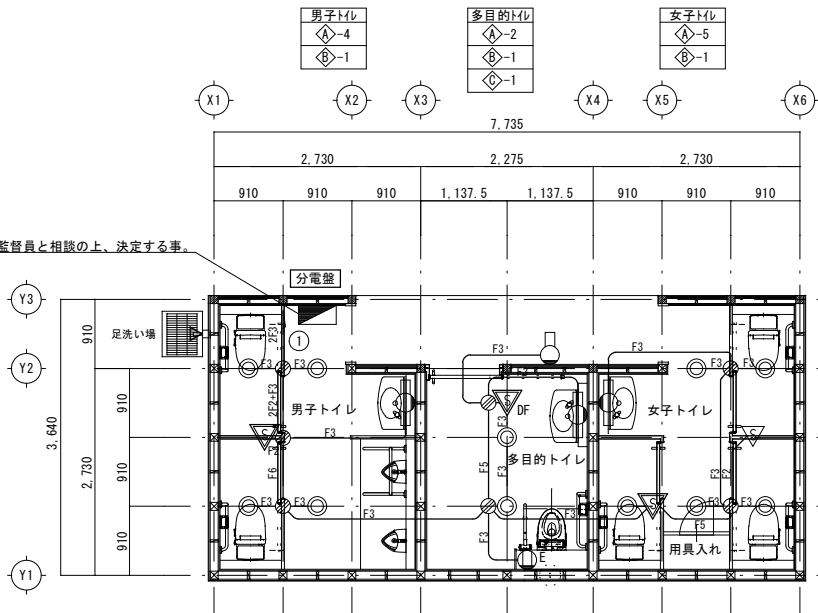 男子トイレ 多目的トイレ 女子トイレ
A -4 A -2 A -5
B -1 B -1 B -1
C -1
X1 X2 X3 X4 X5 X6
7,735
2,730 2,275 2,730
910 910 910 1,137.5 1,137.5 910 910 910
監督員と相談の上、決定する事。
分電盤
Y3
足洗い場
①
2F3
F3
910
Y2
F3 F3
F3
2F2+F3
男子トイレ
S
DF
女子トイレ
910
3,640
2,730
S
F3
F3
S
F2
F6
F5
F3
多目的トイレ
910
F3
F2
F3 F3
F3
F3
F3
S
F3
F5
910
F3
E
用具入れ
Y1